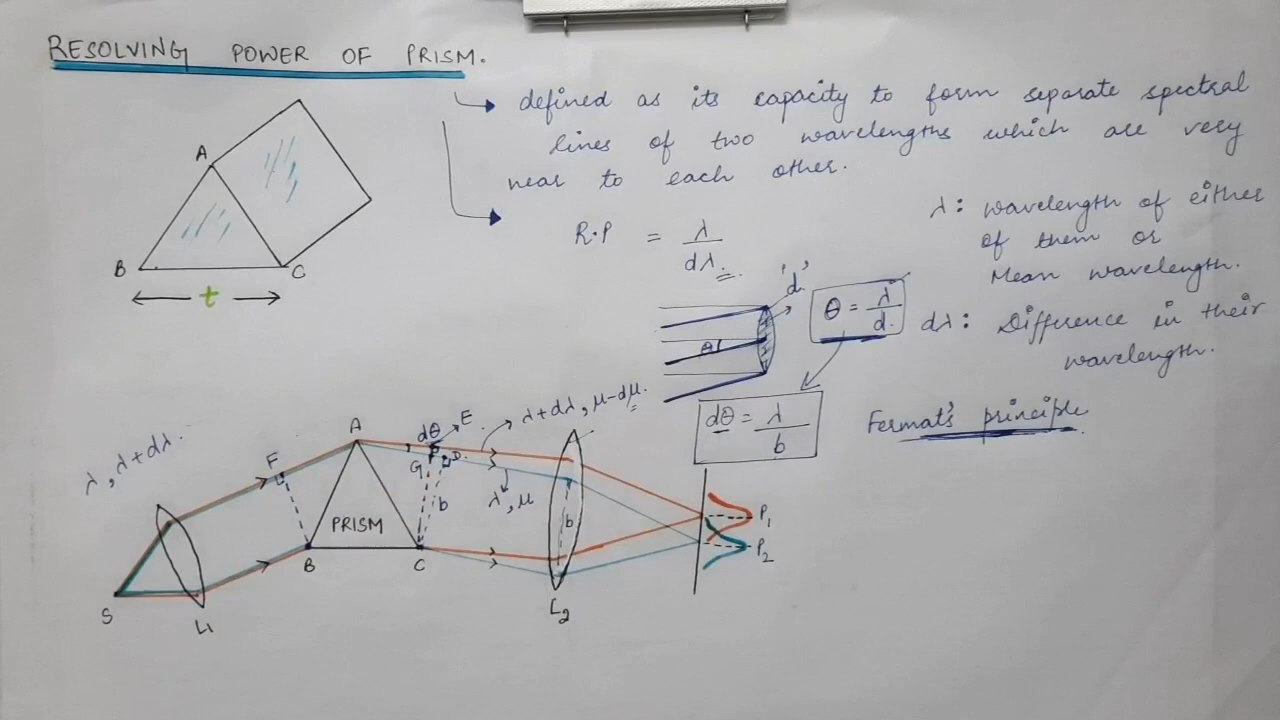 RESOLVING POWER OF PRISM.
defined as its capacity to form separate spectral
lines of two wavelengths which are very
near to each other.
R.P = λ/dλ.
λ: wavelength of either
of them or
Mean wavelength.
dλ: Difference in their
wavelength.
A
B
C
t
'd'
θ
θ = λ/d.
dθ = λ/b
Fermat's principle
λ, λ+dλ.
S
L1
F
A
PRISM
B
C
dθ
E.
G
D.
b
λ+dλ, μ-dμ.
λ, μ
b
L2
P1
P2